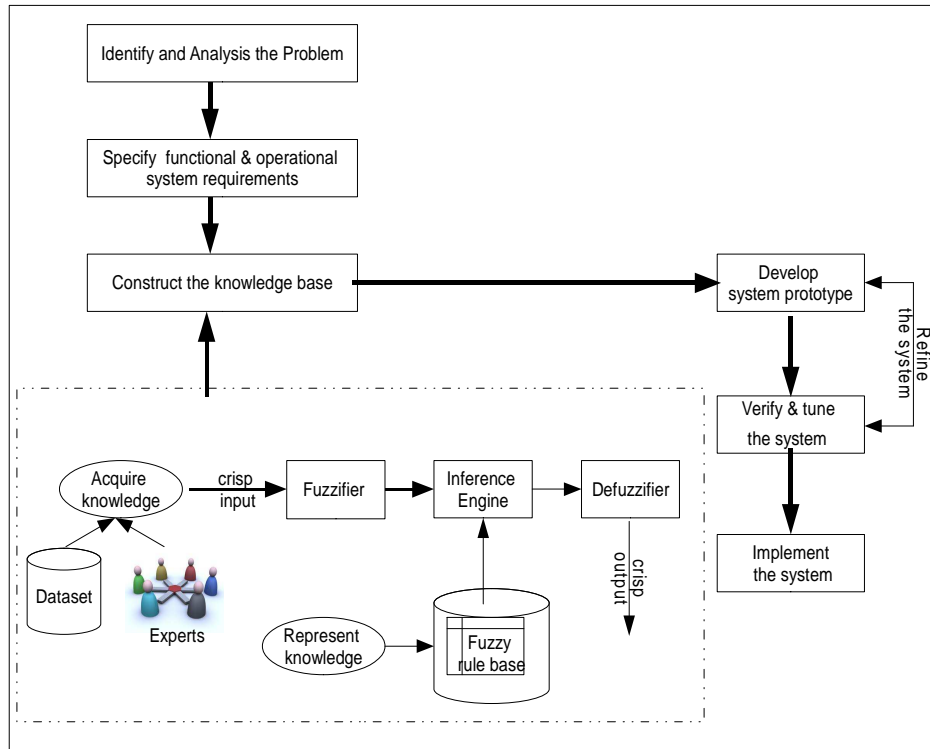 Identify and Analysis the Problem
Specify functional & operational
system requirements
Construct the knowledge base
Develop
system prototype
Refine
the system
Verify & tune
the system
Implement
the system
Acquire
knowledge
crisp
input
Fuzzifier
Inference
Engine
Defuzzifier
crisp
output
Dataset
Experts
Represent
knowledge
Fuzzy
rule base